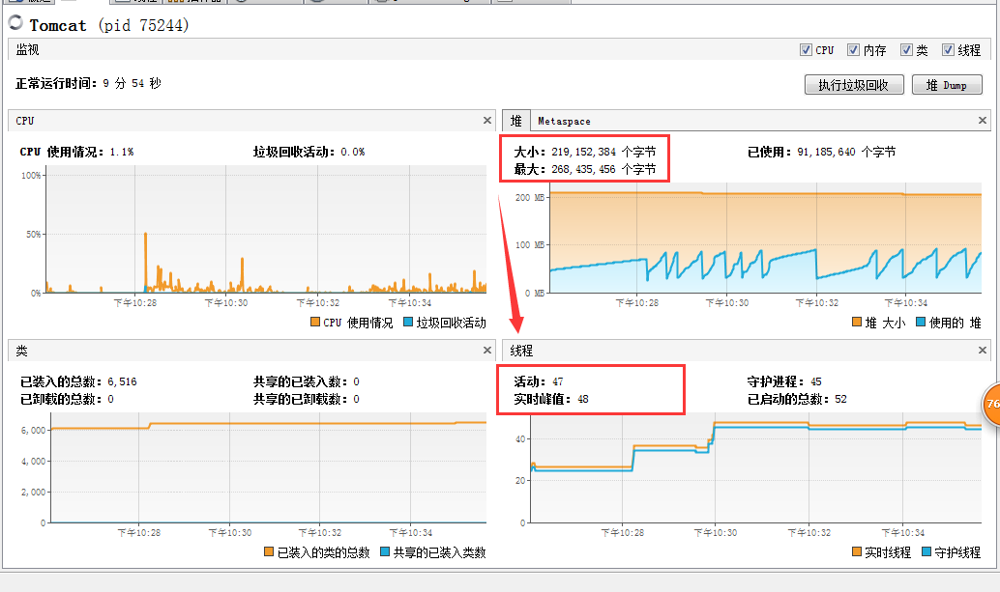 Tomcat (pid 75244)
监视
CPU 内存 类 线程
正常运行时间: 9 分 54 秒
执行垃圾回收 堆 Dump
CPU
CPU 使用情况: 1.1% 垃圾回收活动: 0.0%
100%
50%
0%
下午10:28 下午10:30 下午10:32 下午10:34
CPU 使用情况 垃圾回收活动
堆 Metaspace
大小: 219,152,384 个字节 已使用: 91,185,640 个字节
最大: 268,435,456 个字节
200 MB
100 MB
0 MB
下午10:28 下午10:30 下午10:32 下午10:34
堆 大小 使用的 堆
类
已装入的总数: 6,516 共享的已装入数: 0
已卸载的总数: 0 共享的已卸载数: 0
6,000
4,000
2,000
0
下午10:28 下午10:30 下午10:32 下午10:34
已装入的类的总数 共享的已装入类数
线程
活动: 47 守护进程: 45
实时峰值: 48 已启动的总数: 52
40
20
0
下午10:28 下午10:30 下午10:32 下午10:34
实时线程 守护线程
76